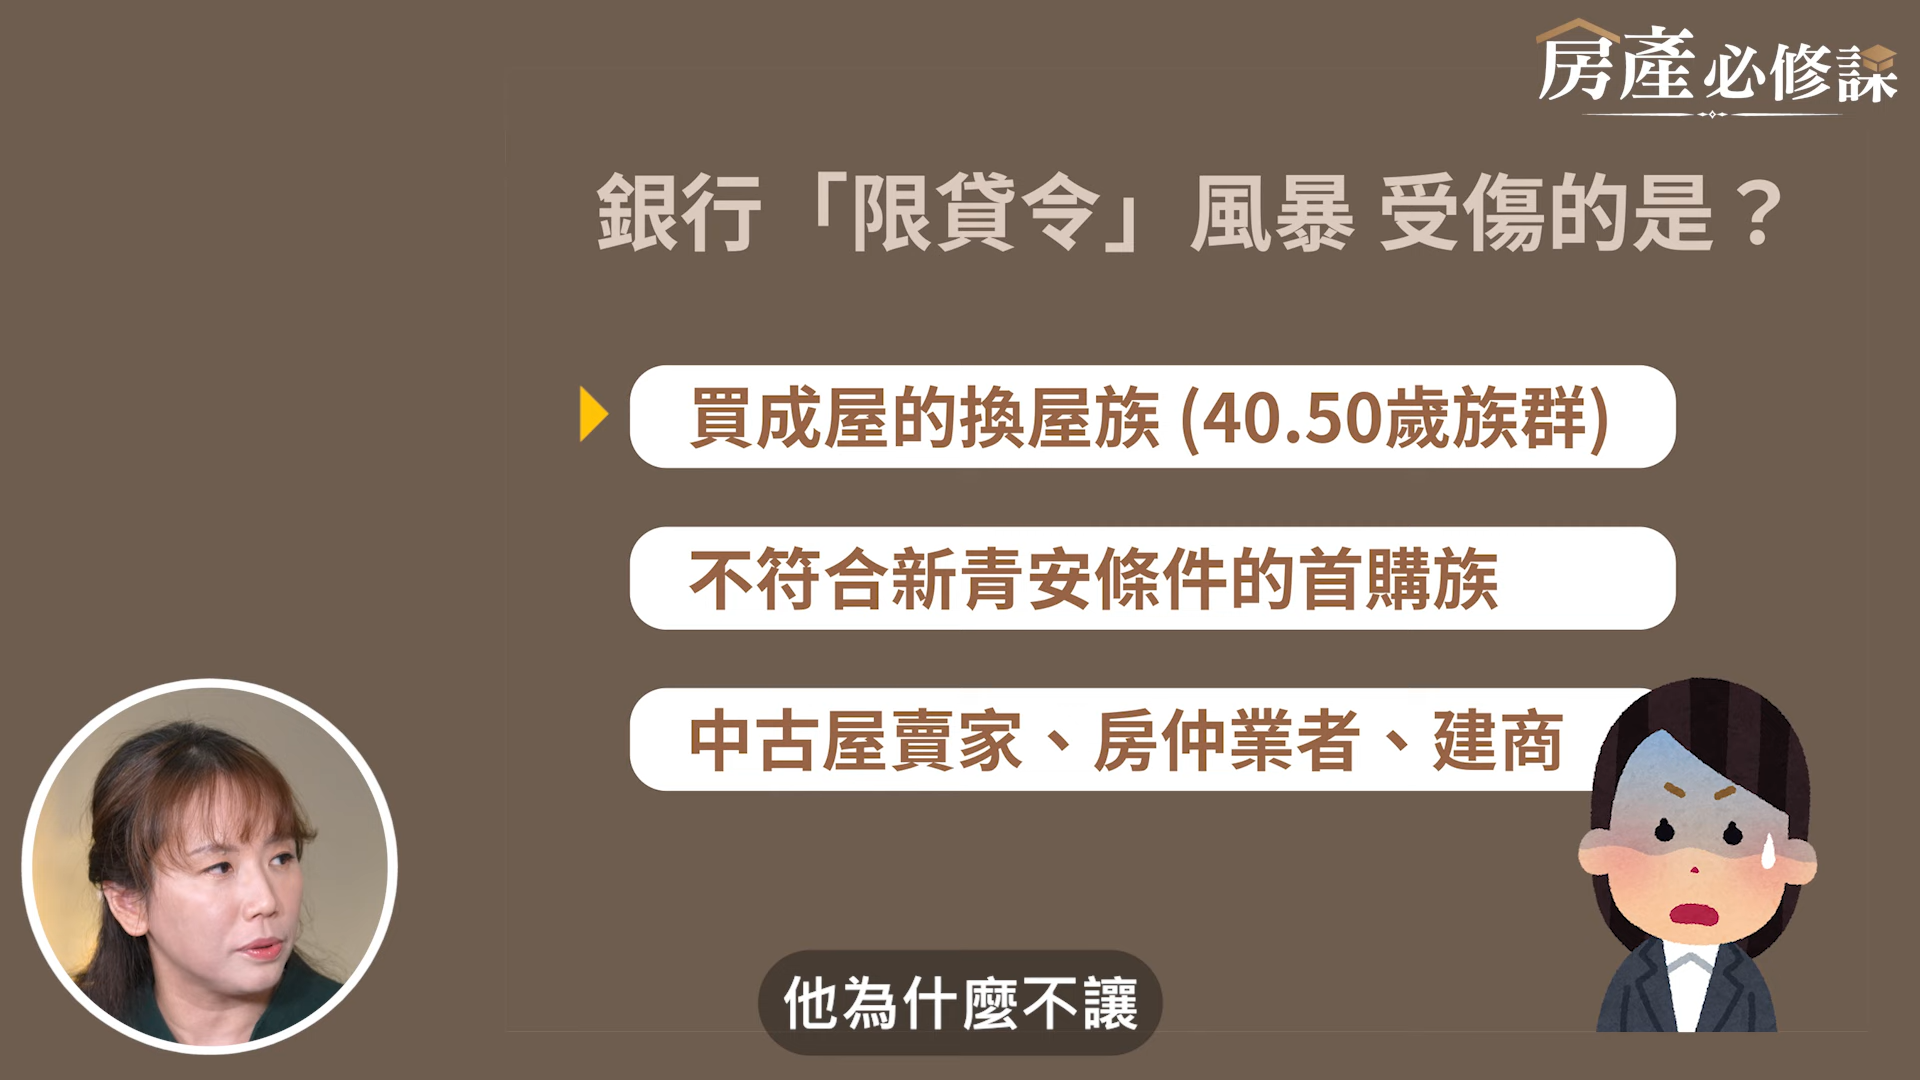 房產必修課
銀行「限貸令」風暴 受傷的是？
買成屋的換屋族 (40.50歲族群)
不符合新青安條件的首購族
中古屋賣家、房仲業者、建商
他為什麼不讓